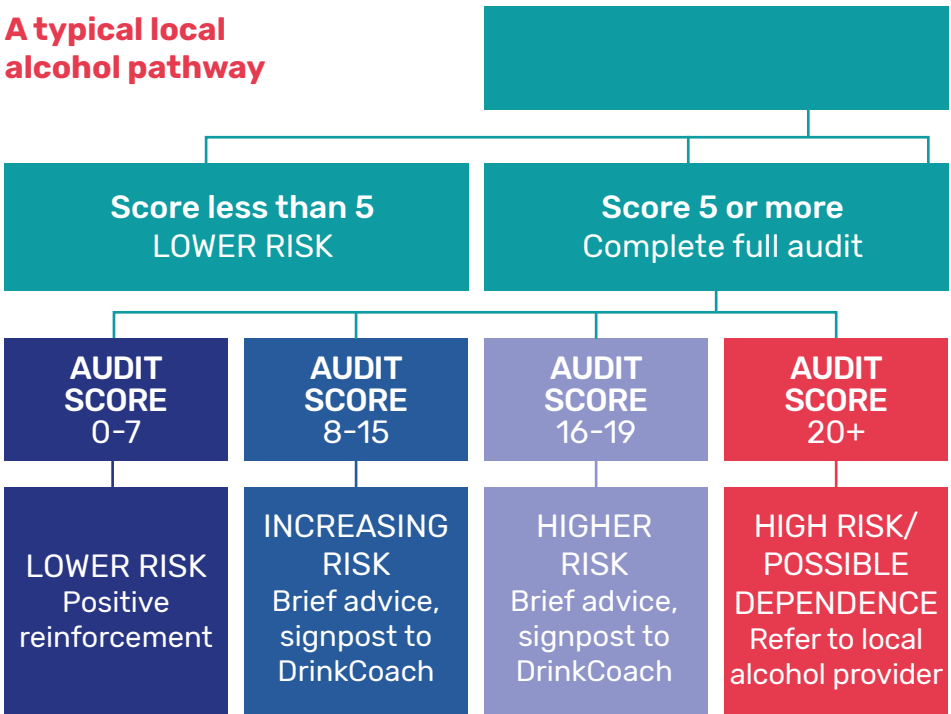 A typical local
alcohol pathway
Score less than 5
LOWER RISK
Score 5 or more
Complete full audit
AUDIT
SCORE
0-7
AUDIT
SCORE
8-15
AUDIT
SCORE
16-19
AUDIT
SCORE
20+
LOWER RISK
Positive
reinforcement
INCREASING
RISK
Brief advice,
signpost to
DrinkCoach
HIGHER
RISK
Brief advice,
signpost to
DrinkCoach
HIGH RISK/
POSSIBLE
DEPENDENCE
Refer to local
alcohol provider